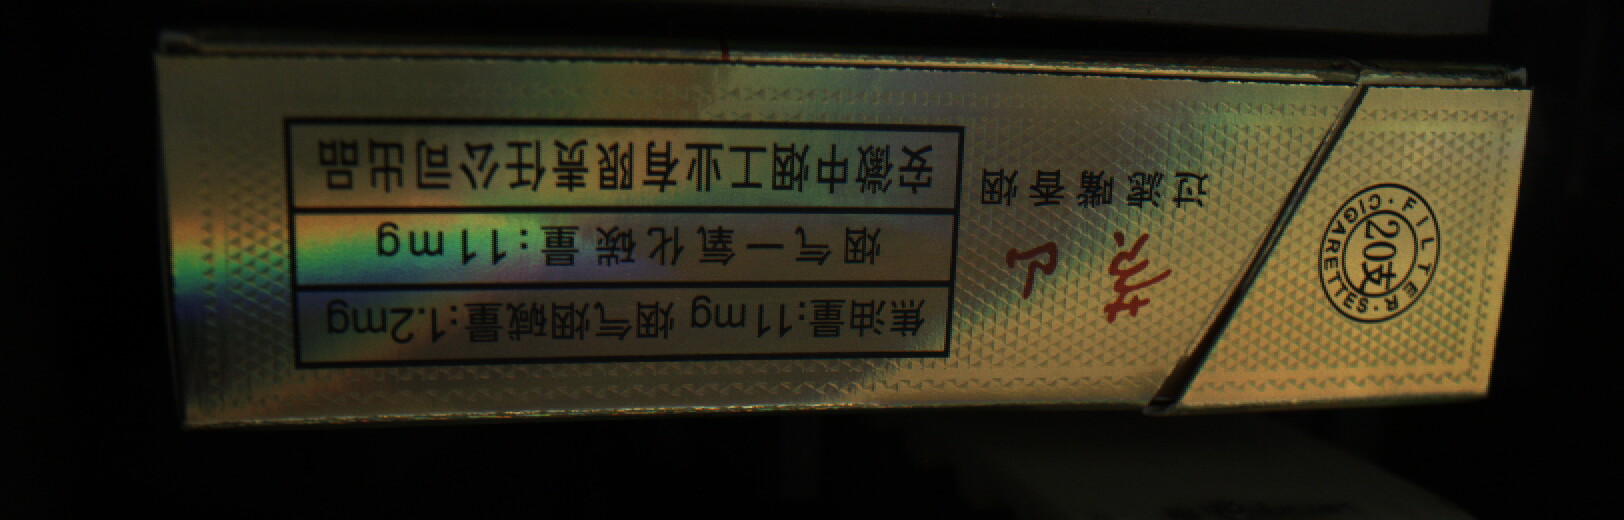 FILTER·CIGARETTES·
20支
黄山
过滤嘴香烟
焦油量:11mg 烟气烟碱量:1.2mg
烟气一氧化碳量:11mg
安徽中烟工业有限责任公司出品